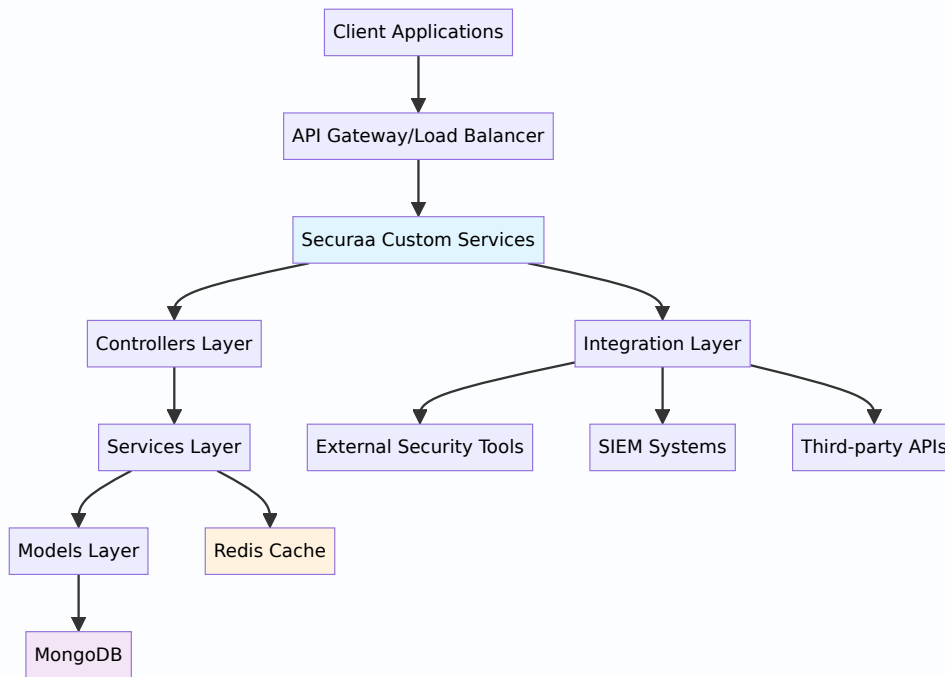 Client Applications
API Gateway/Load Balancer
Securaa Custom Services
Controllers Layer
Integration Layer
Services Layer
External Security Tools
SIEM Systems
Third-party APIs
Models Layer
Redis Cache
MongoDB